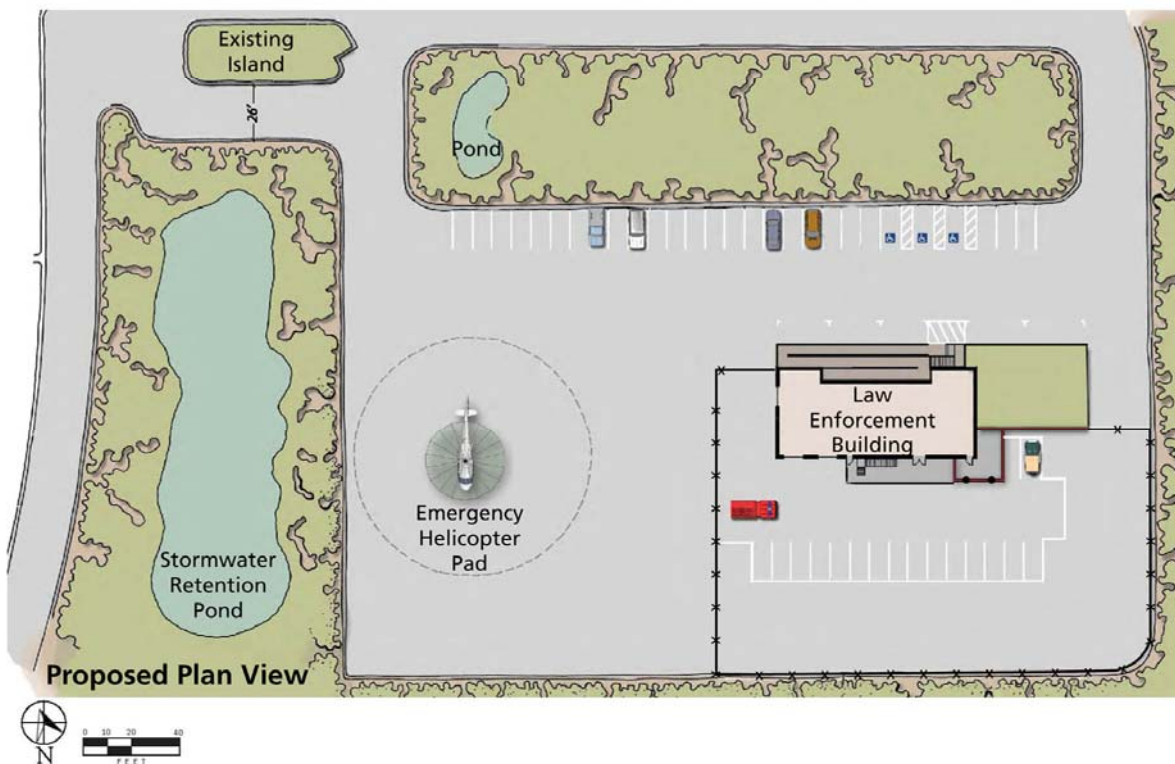 Existing
Island
26'
Pond
Law
Enforcement
Building
Emergency
Helicopter
Pad
Stormwater
Retention
Pond
Proposed Plan View
N
0 10 20 40
FEET